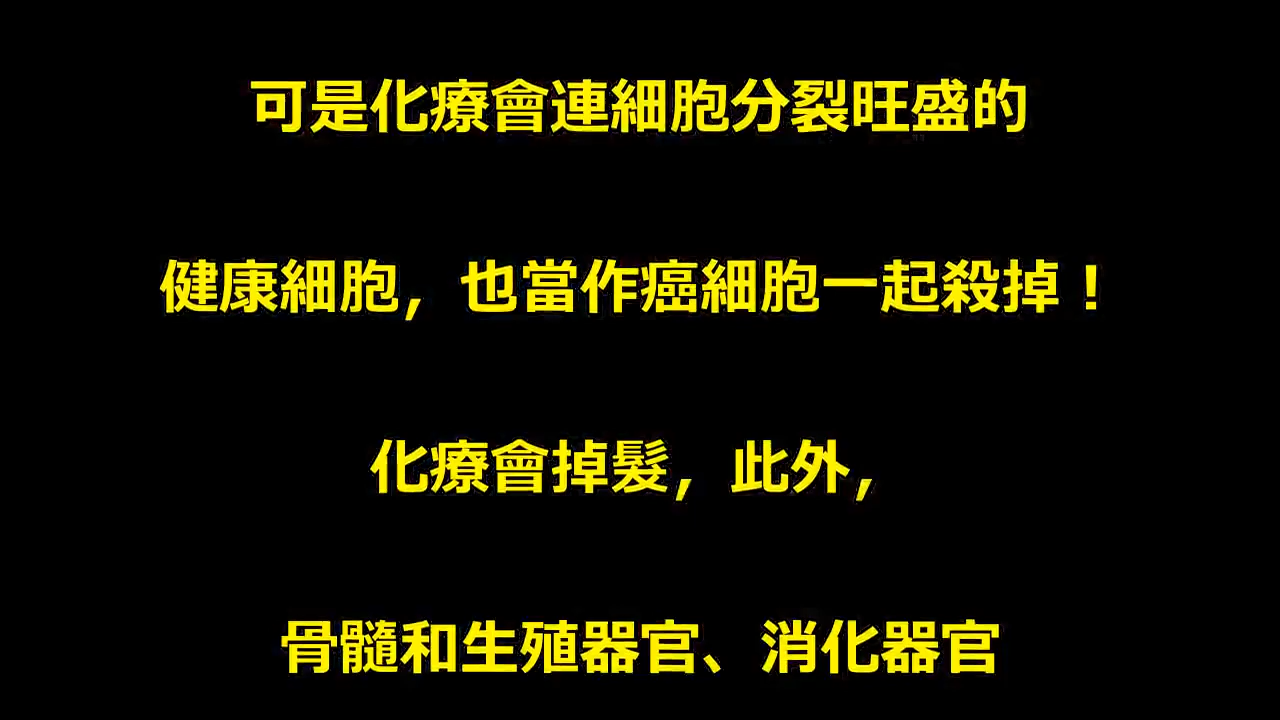 可是化療會連細胞分裂旺盛的
健康細胞，也當作癌細胞一起殺掉！
化療會掉髮，此外，
骨髓和生殖器官、消化器官